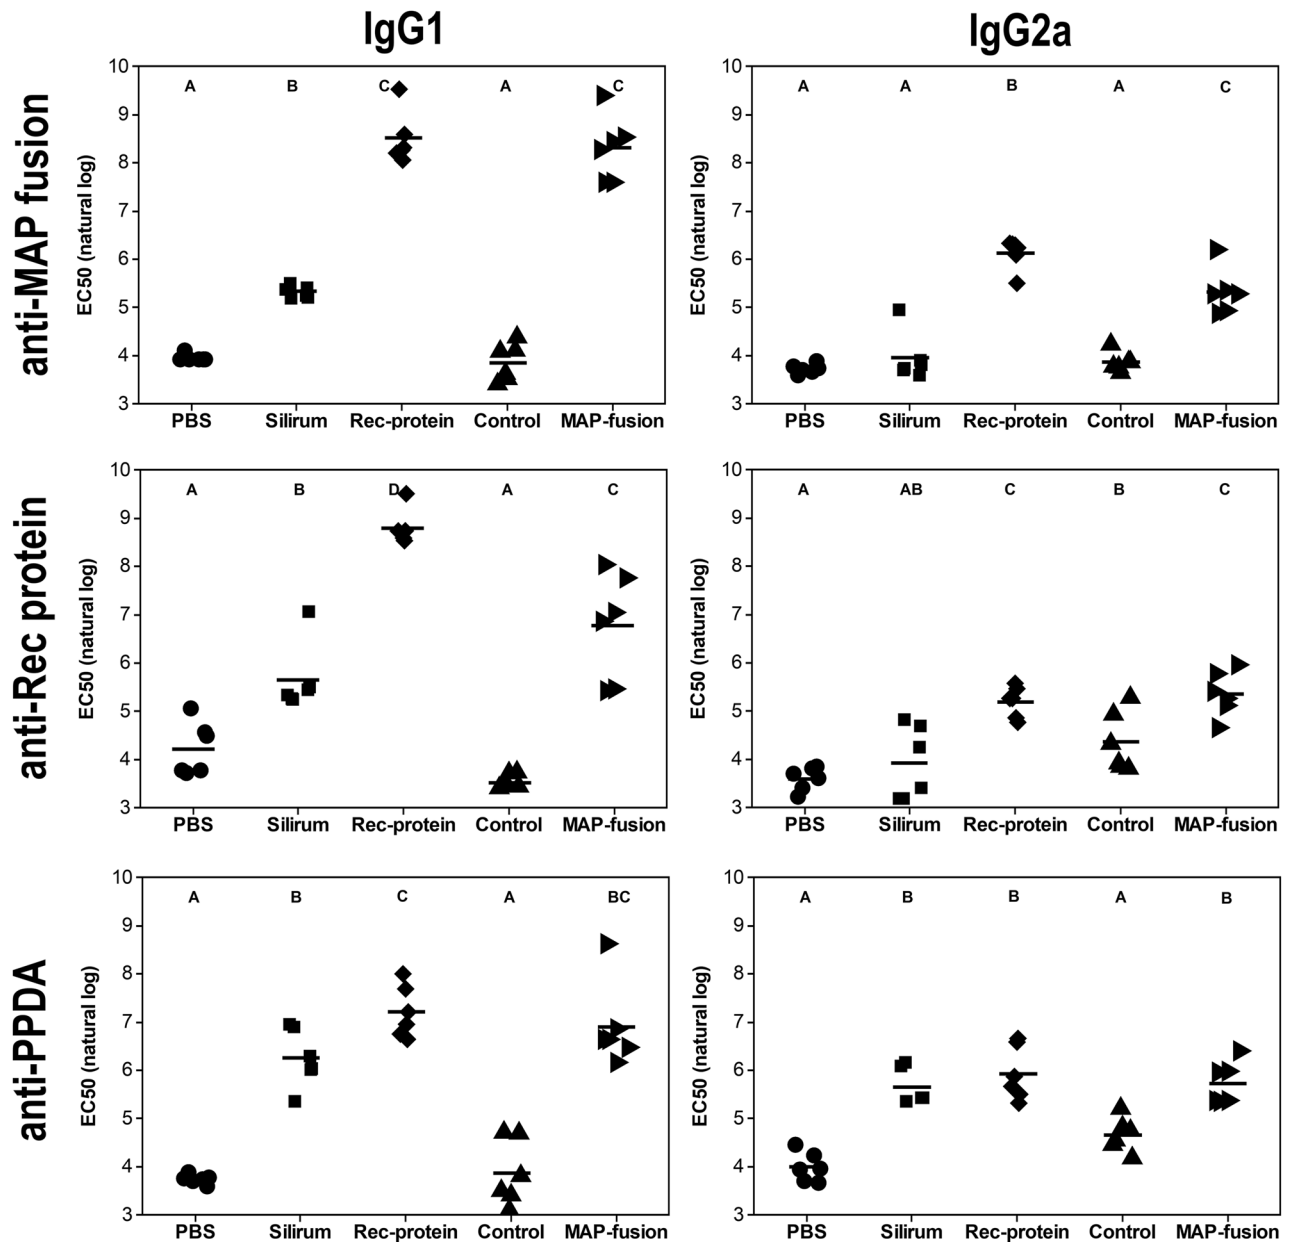 IgG1
IgG2a
anti-MAP fusion
EC50 (natural log)
10
9
8
7
6
5
4
3
A B C A C
PBS Silirum Rec-protein Control MAP-fusion
EC50 (natural log)
10
9
8
7
6
5
4
3
A A B A C
PBS Silirum Rec-protein Control MAP-fusion
anti-Rec protein
EC50 (natural log)
10
9
8
7
6
5
4
3
A B D A C
PBS Silirum Rec-protein Control MAP-fusion
EC50 (natural log)
10
9
8
7
6
5
4
3
A AB C B C
PBS Silirum Rec-protein Control MAP-fusion
anti-PPDA
EC50 (natural log)
10
9
8
7
6
5
4
3
A B C A BC
PBS Silirum Rec-protein Control MAP-fusion
EC50 (natural log)
10
9
8
7
6
5
4
3
A B B A B
PBS Silirum Rec-protein Control MAP-fusion